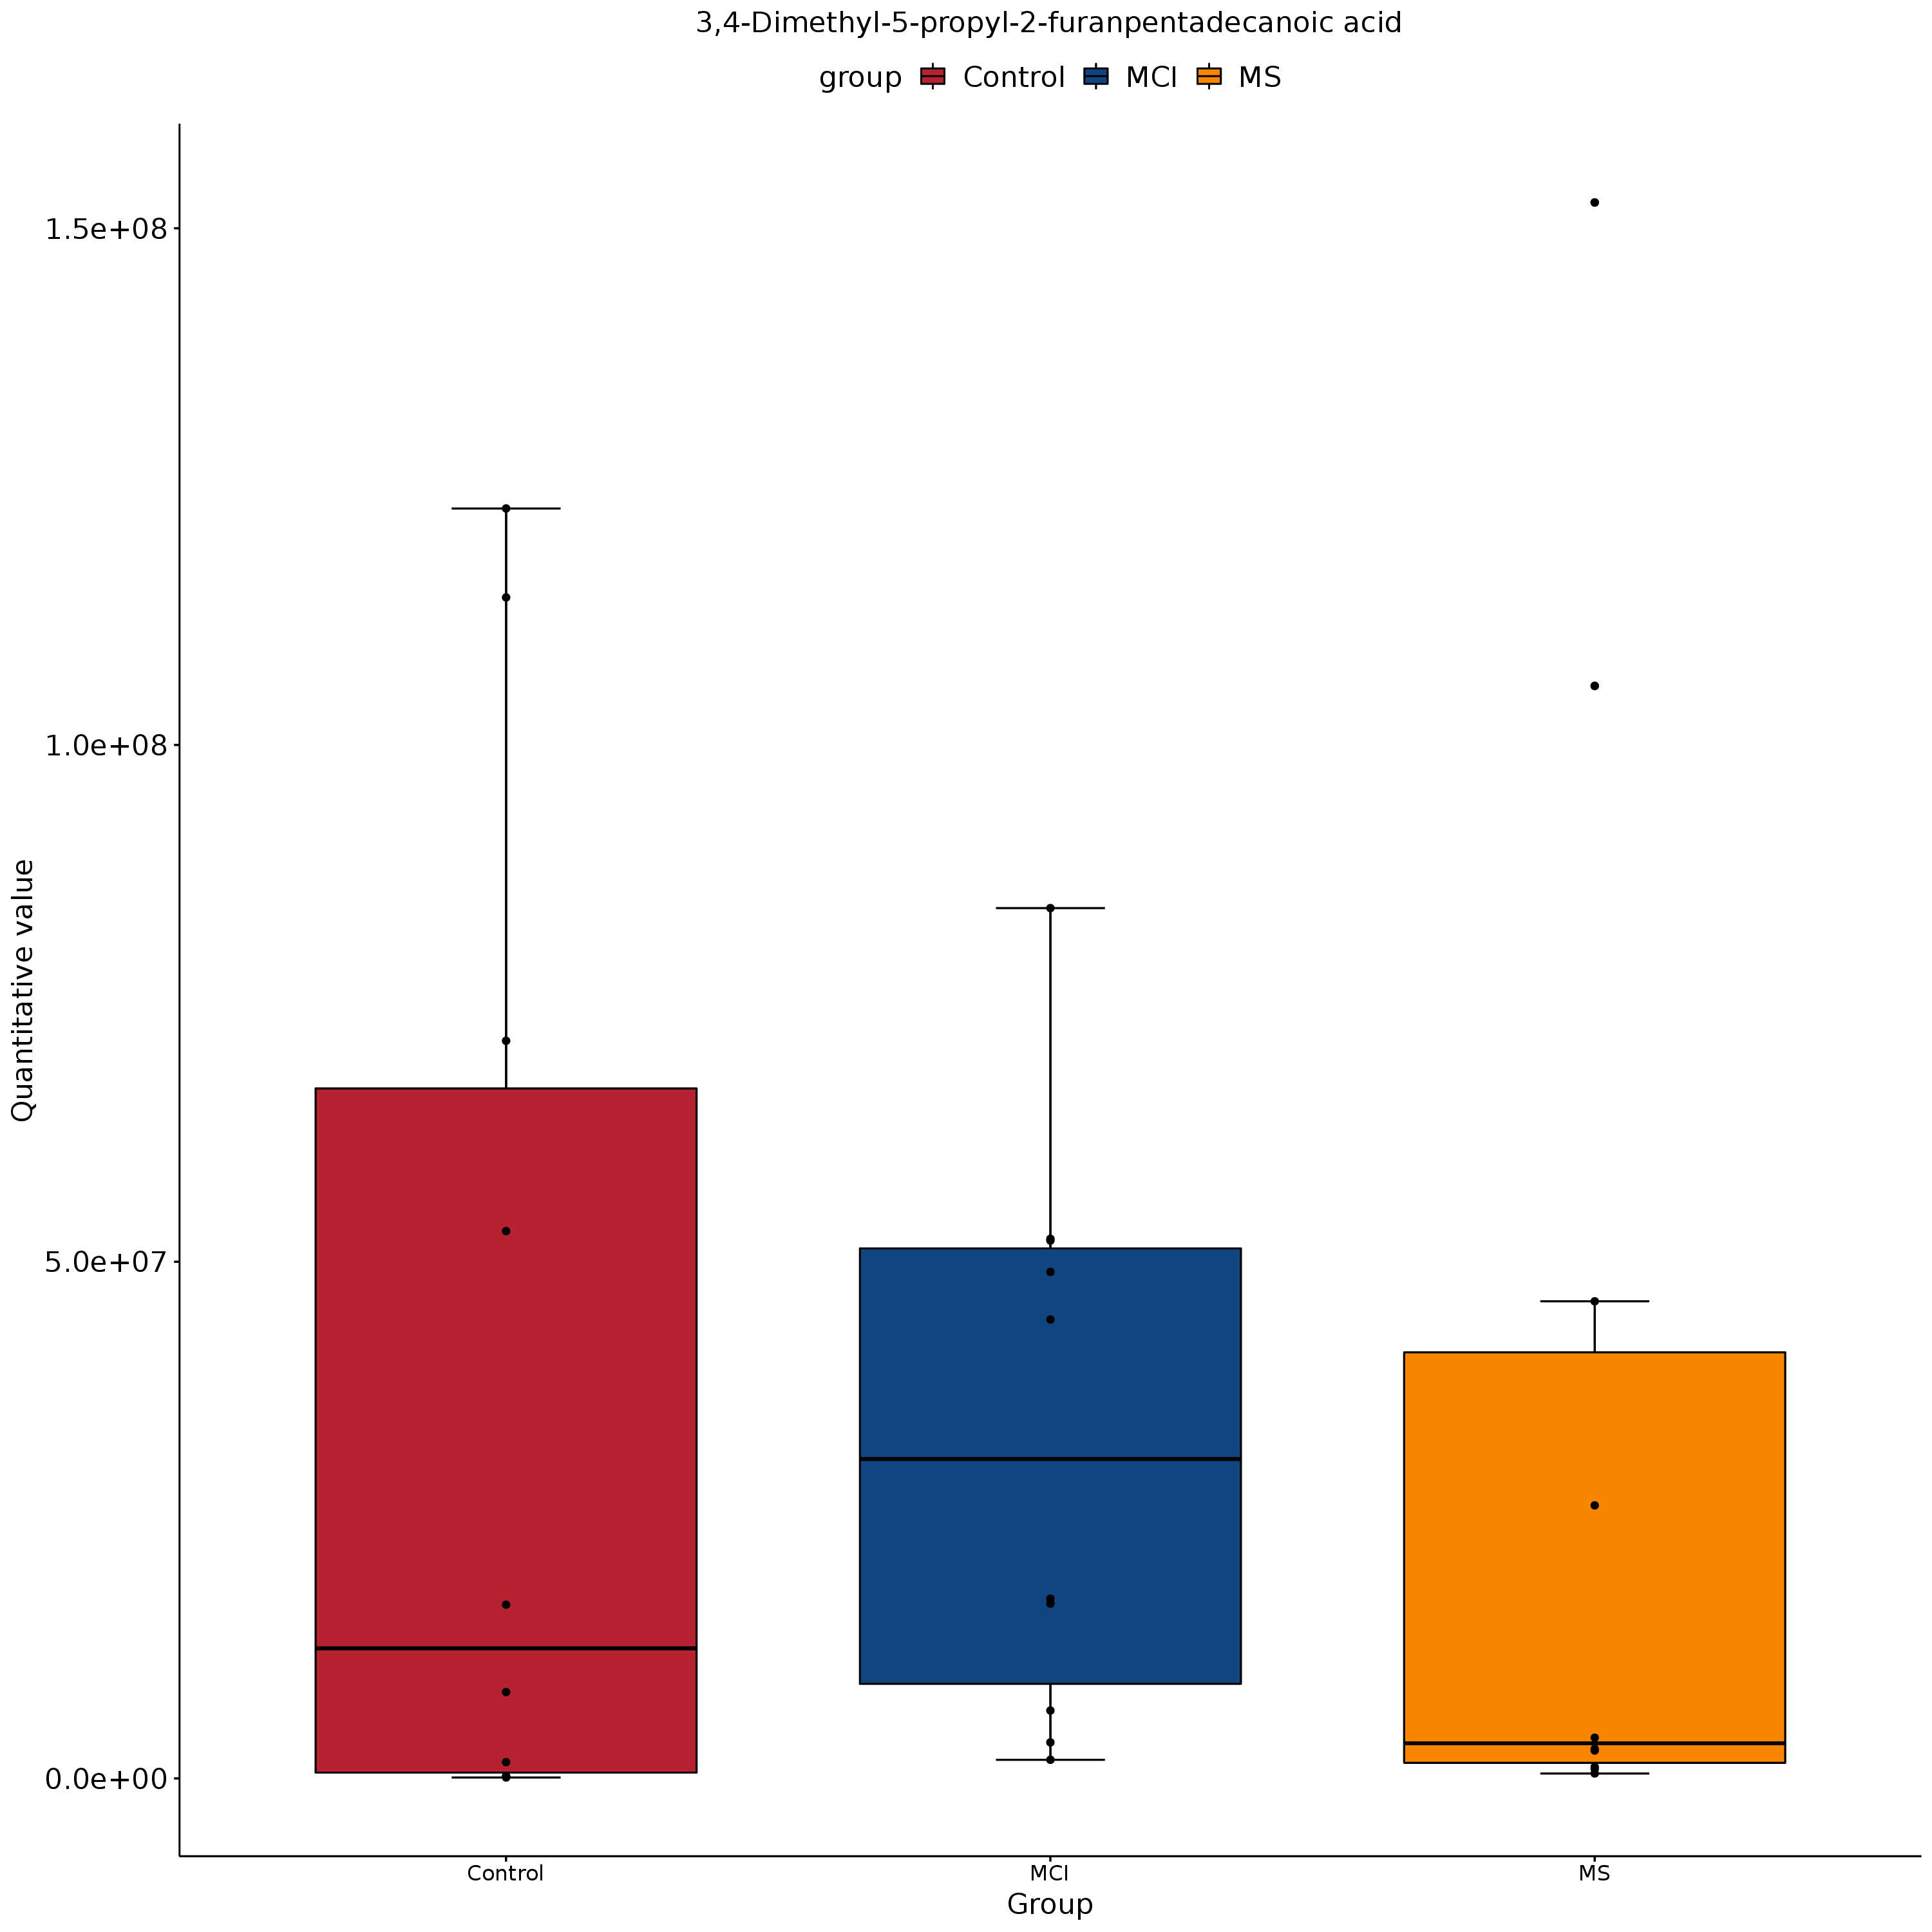 3,4-Dimethyl-5-propyl-2-furanpentadecanoic acid
group Control MCI MS
1.5e+08
1.0e+08
5.0e+07
0.0e+00
Quantitative value
Control MCI MS
Group